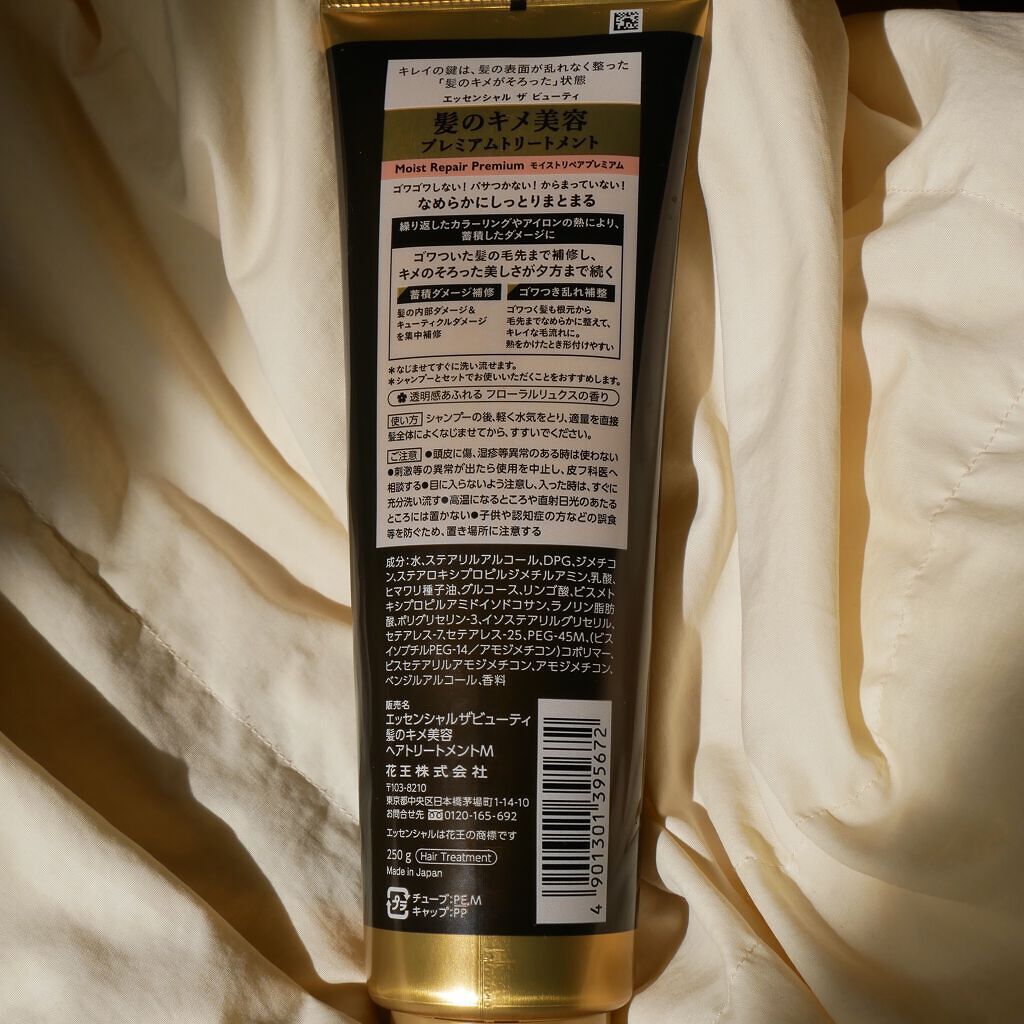 キレイの鍵は、髪の表面が乱れなく整った
「髪のキメがそろった」状態
エッセンシャル ザ ビューティ
髪のキメ美容
プレミアムトリートメント
Moist Repair Premium モイストリペアプレミアム
ゴワゴワしない! パサつかない! からまっていない!
なめらかにしっとりまとまる
繰り返したカラーリングやアイロンの熱により、
蓄積したダメージに
ゴワついた髪の毛先まで補修し、
キメのそろった美しさが夕方まで続く
蓄積ダメージ補修
髪の内部ダメージ&
キューティクルダメージ
を集中補修
ゴワつき乱れ補整
ゴワつく髪も根元から
毛先までなめらかに整えて、
キレイな毛流れに。
熱をかけたとき形付けやすい
*なじませてすぐに洗い流せます。
*シャンプーとセットでお使いいただくことをおすすめします。
透明感あふれる フローラルリュクスの香り
使い方 シャンプーの後、軽く水気をとり、適量を直接
髪全体によくなじませてから、すすいでください。
ご注意 ●頭皮に傷、湿疹等異常のある時は使わない
●刺激等の異常が出たら使用を中止し、皮フ科医へ
相談する●目に入らないよう注意し、入った時は、すぐに
充分洗い流す●高温になるところや直射日光のあたる
ところには置かない●子供や認知症の方などの誤食
等を防ぐため、置き場所に注意する
成分:水、ステアリルアルコール、DPG、ジメチコ
ン、ステアロキシプロピルジメチルアミン、乳酸、
ヒマワリ種子油、グルコース、リンゴ酸、ビスメト
キシプロピルアミドイソドコサン、ラノリン脂肪
酸、ポリグリセリン-3、イソステアリルグリセリル、
セテアレス-7、セテアレス-25、PEG-45M、(ビス
イソブチルPEG-14/アモジメチコン)コポリマー、
ビスセテアリルアモジメチコン、アモジメチコン、
ベンジルアルコール、香料
販売名
エッセンシャルザビューティ
髪のキメ美容
ヘアトリートメントM
花王株式会社
〒103-8210
東京都中央区日本橋茅場町1-14-10
お問合せ先 0120-165-692
エッセンシャルは花王の商標です
250 g Hair Treatment
Made in Japan
プラ チューブ:PE,M
キャップ:PP
4 901301 395672